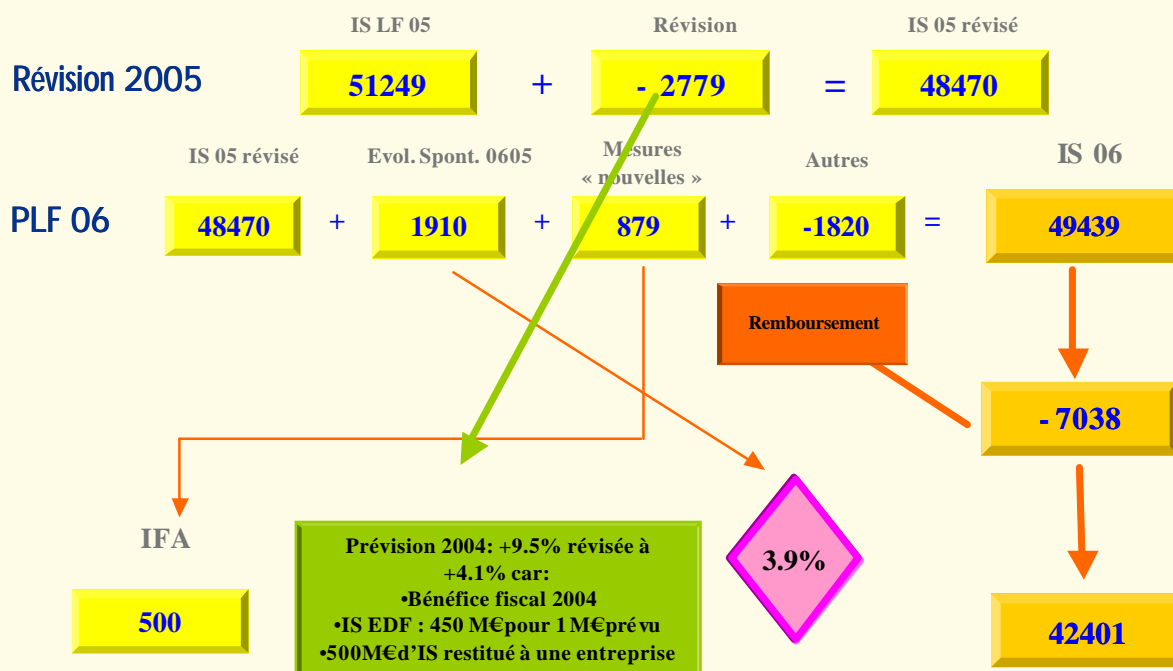 IS LF 05 Révision IS 05 révisé
Révision 2005 51249 + - 2779 = 48470
IS 05 révisé Evol. Spont. 0605 Mesures « nouvelles » Autres IS 06
PLF 06 48470 + 1910 + 879 + -1820 = 49439
Remboursement
- 7038
IFA
500
Prévision 2004: +9.5% révisée à
+4.1% car:
•Bénéfice fiscal 2004
•IS EDF : 450 M€ pour 1 M€ prévu
•500M€ d'IS restitué à une entreprise
3.9%
42401